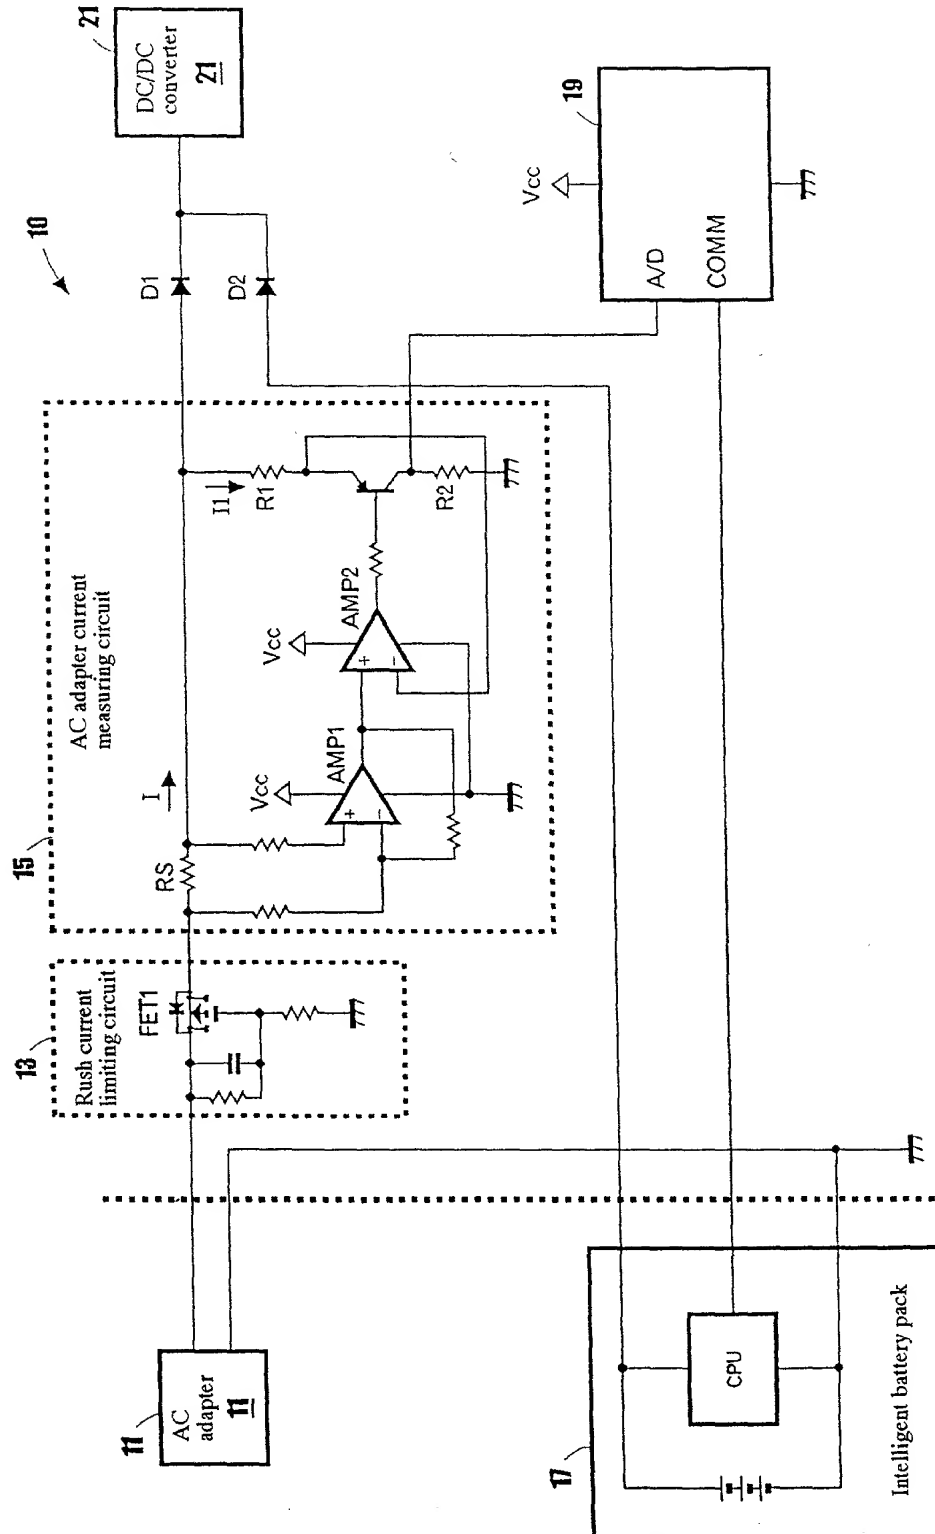 10
11
AC
adapter
11
13
Rush current
limiting circuit
FET1
15
AC adapter current
measuring circuit
RS
I
Vcc
AMP1
+
−
Vcc
AMP2
+
−
I1
R1
R2
D1
D2
21
DC/DC
converter
21
17
CPU
Intelligent battery pack
19
Vcc
A/D
COMM